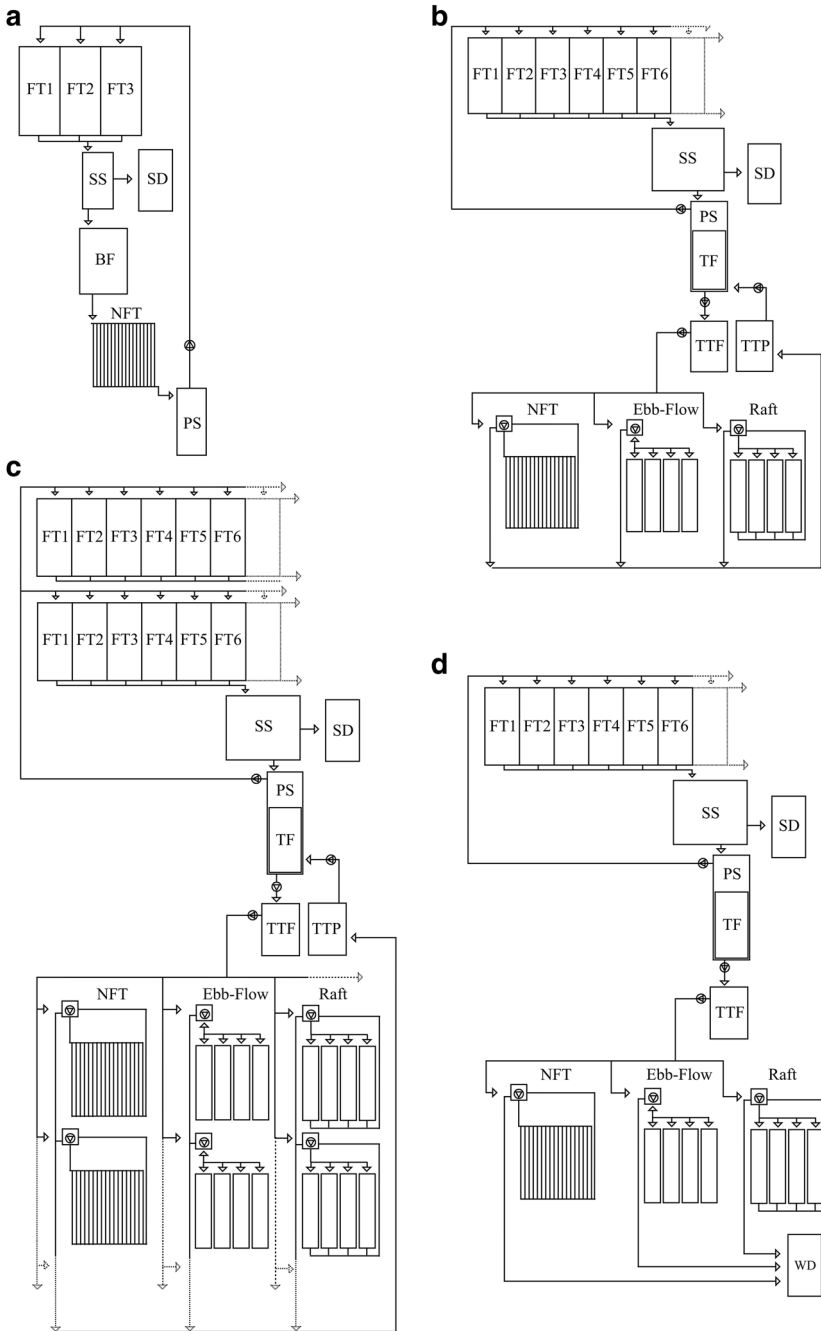 a
FT1 FT2 FT3
SS SD
BF
NFT
PS
b
FT1 FT2 FT3 FT4 FT5 FT6
SS SD
PS
TF
TTF TTP
NFT Ebb-Flow Raft
c
FT1 FT2 FT3 FT4 FT5 FT6
FT1 FT2 FT3 FT4 FT5 FT6
SS SD
PS
TF
TTF TTP
NFT Ebb-Flow Raft
d
FT1 FT2 FT3 FT4 FT5 FT6
SS SD
PS
TF
TTF
NFT Ebb-Flow Raft
WD